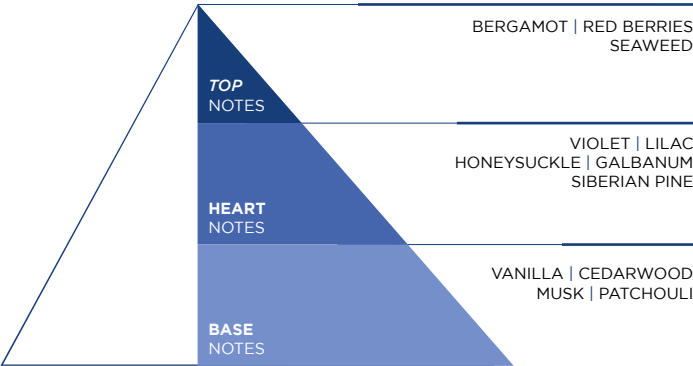 BERGAMOT | RED BERRIES
SEAWEED
TOP
NOTES
VIOLET | LILAC
HONEYSUCKLE | GALBANUM
SIBERIAN PINE
HEART
NOTES
VANILLA | CEDARWOOD
MUSK | PATCHOULI
BASE
NOTES